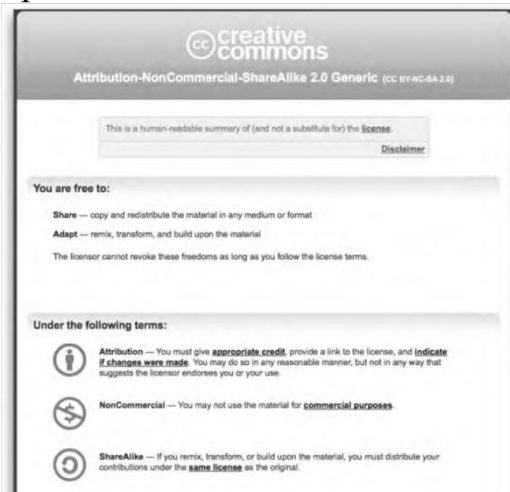 cc creative
commons
Attribution-NonCommercial-ShareAlike 2.0 Generic (CC BY-NC-SA 2.0)
This is a human-readable summary of (and not a substitute for) the license.
Disclaimer
You are free to:
Share — copy and redistribute the material in any medium or format
Adapt — remix, transform, and build upon the material
The licensor cannot revoke these freedoms as long as you follow the license terms.
Under the following terms:
Attribution — You must give appropriate credit, provide a link to the license, and indicate
if changes were made. You may do so in any reasonable manner, but not in any way that
suggests the licensor endorses you or your use.
NonCommercial — You may not use the material for commercial purposes.
ShareAlike — If you remix, transform, or build upon the material, you must distribute your
contributions under the same license as the original.